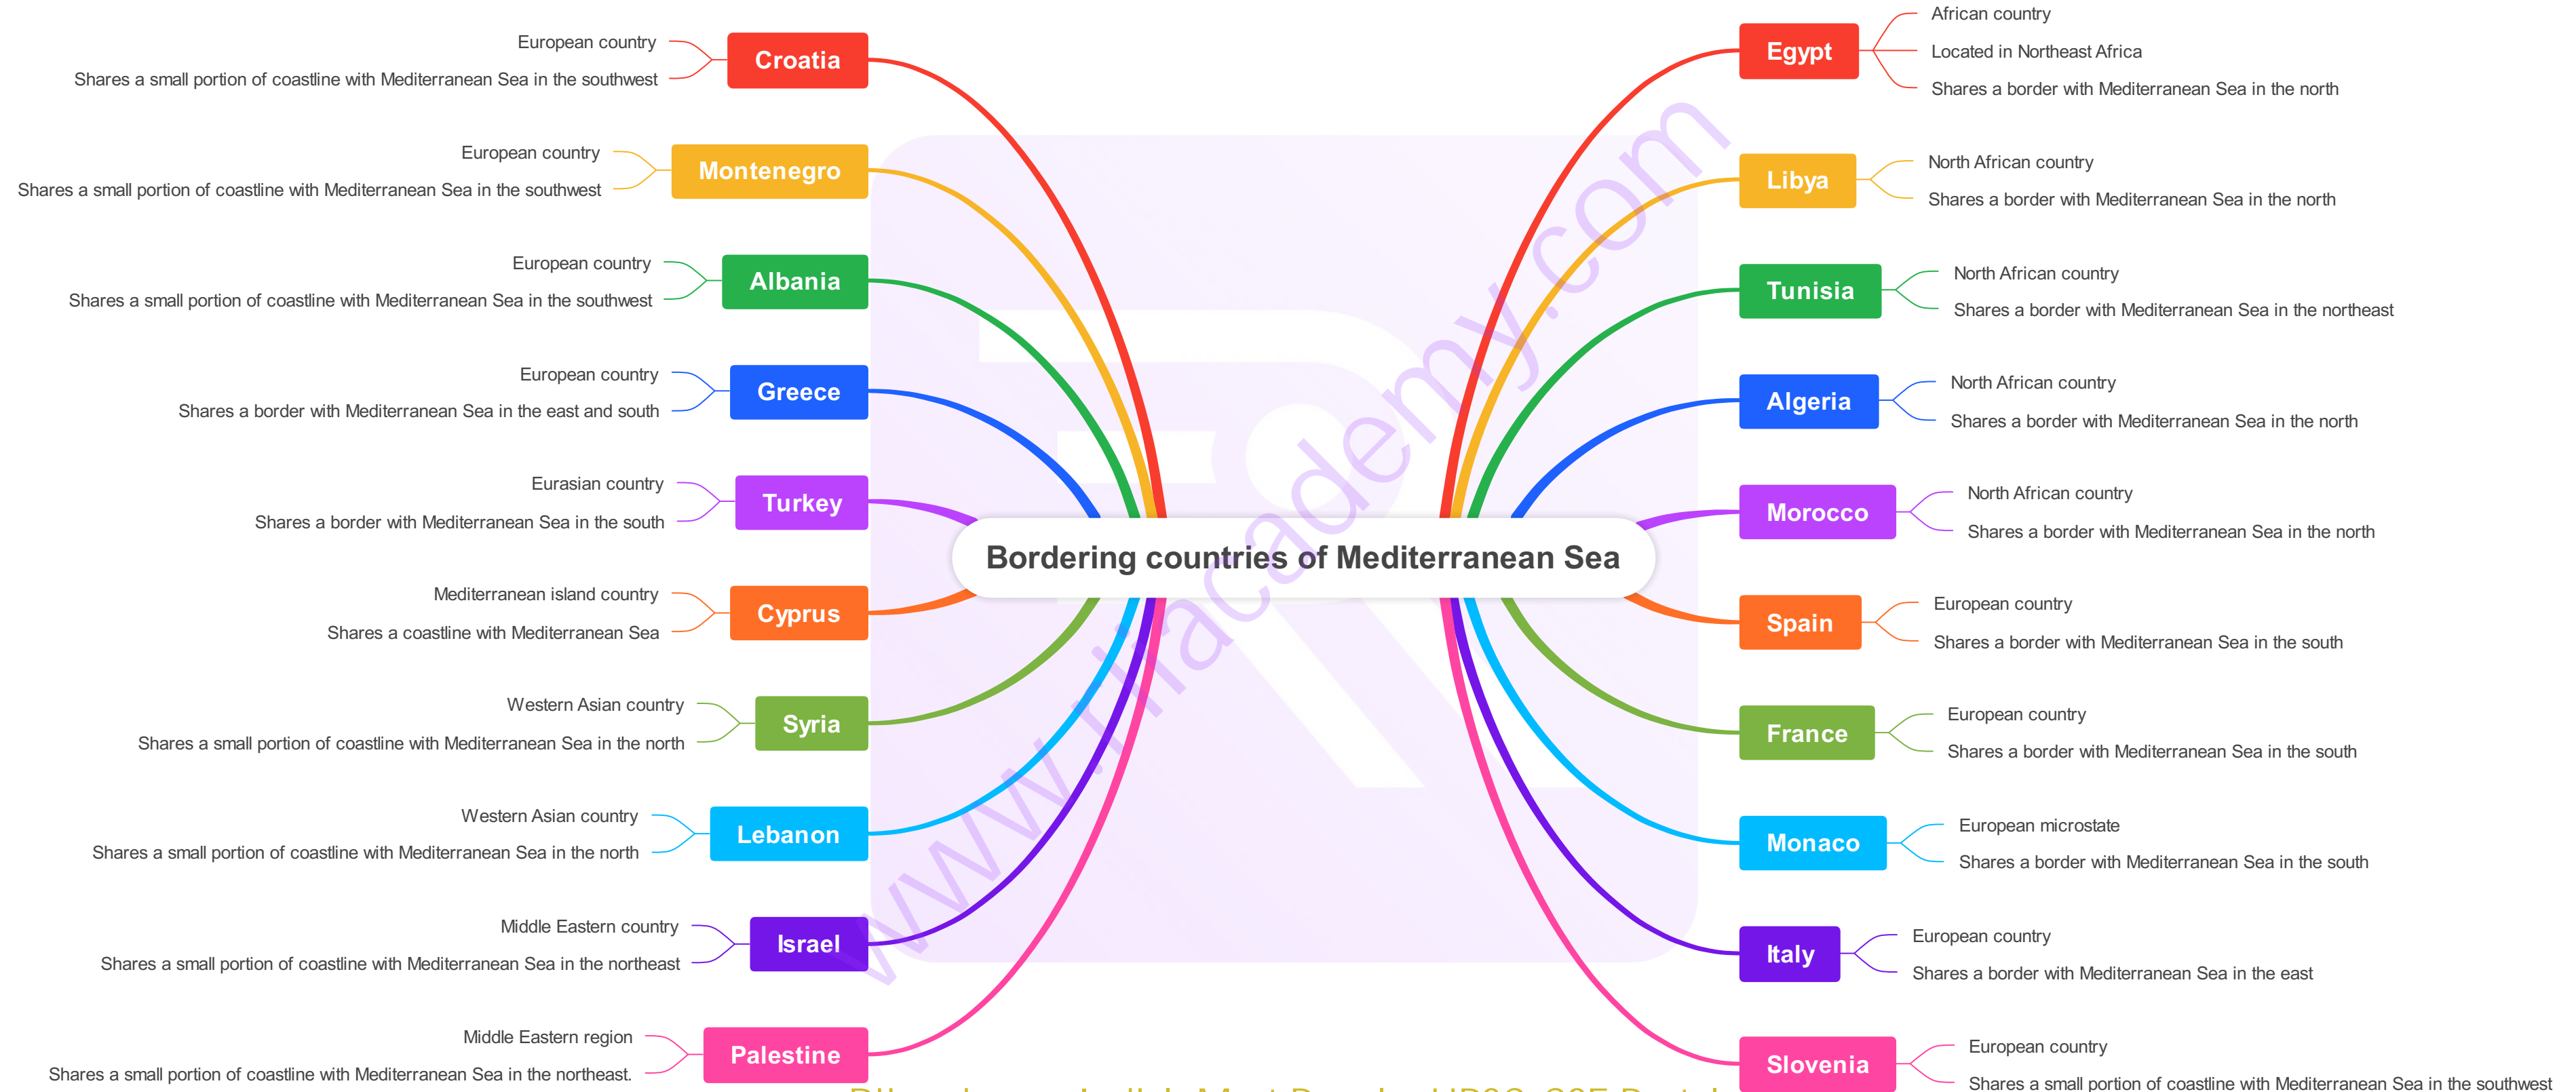 Bordering countries of Mediterranean Sea
Croatia
European country
Shares a small portion of coastline with Mediterranean Sea in the southwest
Montenegro
European country
Shares a small portion of coastline with Mediterranean Sea in the southwest
Albania
European country
Shares a small portion of coastline with Mediterranean Sea in the southwest
Greece
European country
Shares a border with Mediterranean Sea in the east and south
Turkey
Eurasian country
Shares a border with Mediterranean Sea in the south
Cyprus
Mediterranean island country
Shares a coastline with Mediterranean Sea
Syria
Western Asian country
Shares a small portion of coastline with Mediterranean Sea in the north
Lebanon
Western Asian country
Shares a small portion of coastline with Mediterranean Sea in the north
Israel
Middle Eastern country
Shares a small portion of coastline with Mediterranean Sea in the northeast
Palestine
Middle Eastern region
Shares a small portion of coastline with Mediterranean Sea in the northeast.
Egypt
African country
Located in Northeast Africa
Shares a border with Mediterranean Sea in the north
Libya
North African country
Shares a border with Mediterranean Sea in the north
Tunisia
North African country
Shares a border with Mediterranean Sea in the northeast
Algeria
North African country
Shares a border with Mediterranean Sea in the north
Morocco
North African country
Shares a border with Mediterranean Sea in the north
Spain
European country
Shares a border with Mediterranean Sea in the south
France
European country
Shares a border with Mediterranean Sea in the south
Monaco
European microstate
Shares a border with Mediterranean Sea in the south
Italy
European country
Shares a border with Mediterranean Sea in the east
Slovenia
European country
Shares a small portion of coastline with Mediterranean Sea in the southwest